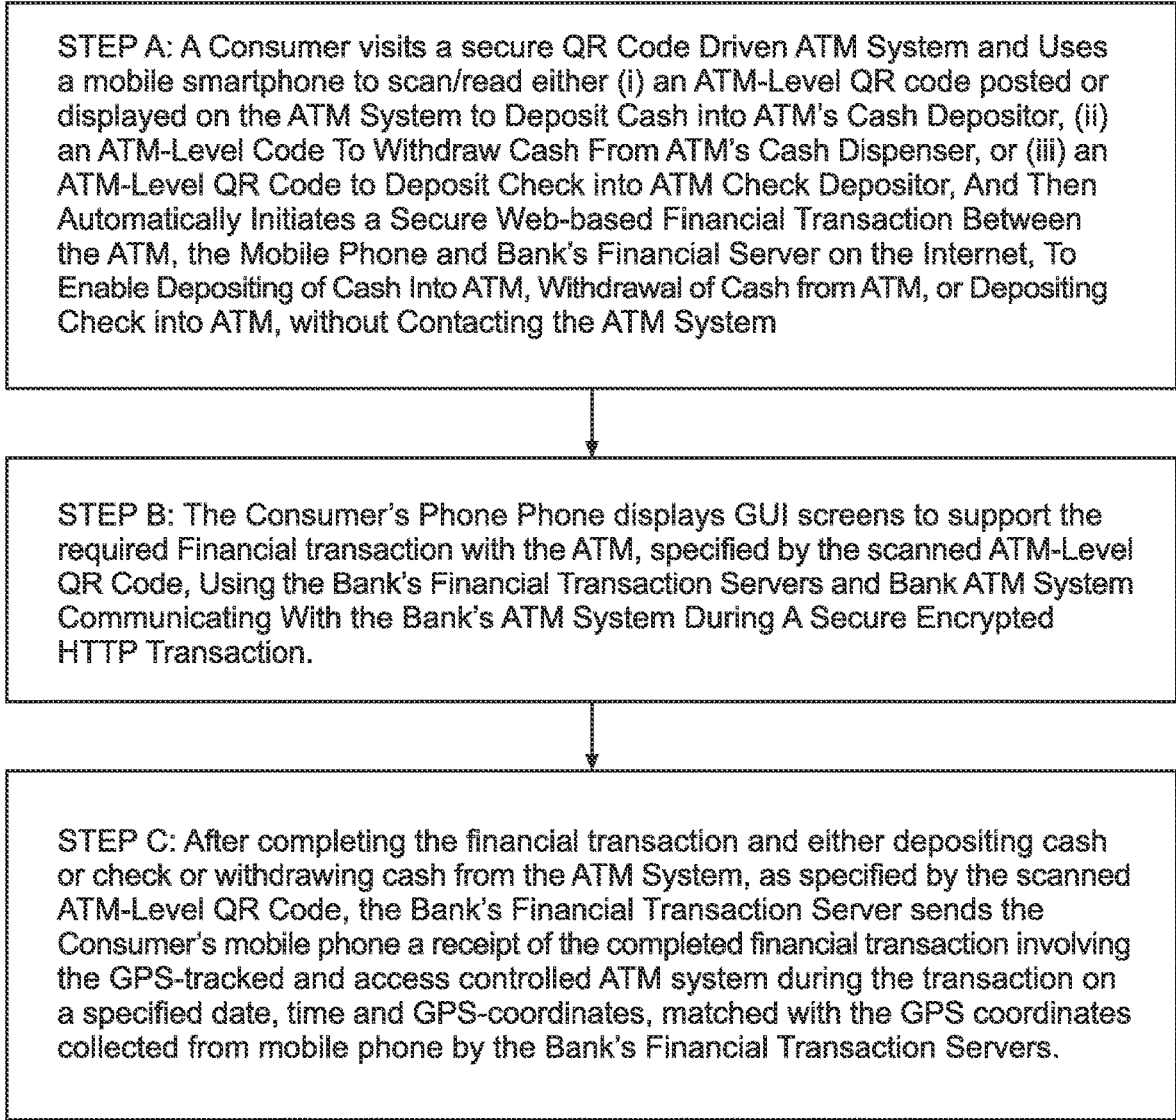 STEP A: A Consumer visits a secure QR Code Driven ATM System and Uses
a mobile smartphone to scan/read either (i) an ATM-Level QR code posted or
displayed on the ATM System to Deposit Cash into ATM's Cash Depositor, (ii)
an ATM-Level Code To Withdraw Cash From ATM's Cash Dispenser, or (iii) an
ATM-Level QR Code to Deposit Check into ATM Check Depositor, And Then
Automatically Initiates a Secure Web-based Financial Transaction Between
the ATM, the Mobile Phone and Bank's Financial Server on the Internet, To
Enable Depositing of Cash Into ATM, Withdrawal of Cash from ATM, or Depositing
Check into ATM, without Contacting the ATM System
STEP B: The Consumer's Phone Phone displays GUI screens to support the
required Financial transaction with the ATM, specified by the scanned ATM-Level
QR Code, Using the Bank's Financial Transaction Servers and Bank ATM System
Communicating With the Bank's ATM System During A Secure Encrypted
HTTP Transaction.
STEP C: After completing the financial transaction and either depositing cash
or check or withdrawing cash from the ATM System, as specified by the scanned
ATM-Level QR Code, the Bank's Financial Transaction Server sends the
Consumer's mobile phone a receipt of the completed financial transaction involving
the GPS-tracked and access controlled ATM system during the transaction on
a specified date, time and GPS-coordinates, matched with the GPS coordinates
collected from mobile phone by the Bank's Financial Transaction Servers.